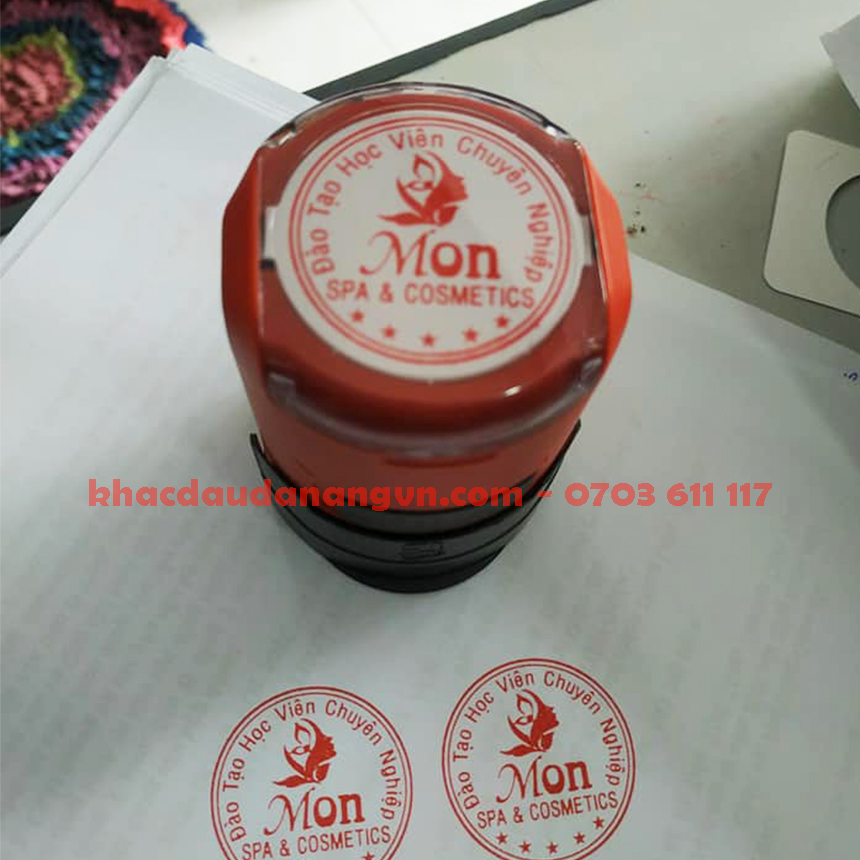 Đào Tạo Học Viên Chuyên Nghiệp
Mon
SPA & COSMETICS
khacdaudanangvn.com - 0703 611 117
Đào Tạo Học Viên Chuyên Nghiệp
Mon
SPA & COSMETICS
Đào Tạo Học Viên Chuyên Nghiệp
Mon
SPA & COSMETICS